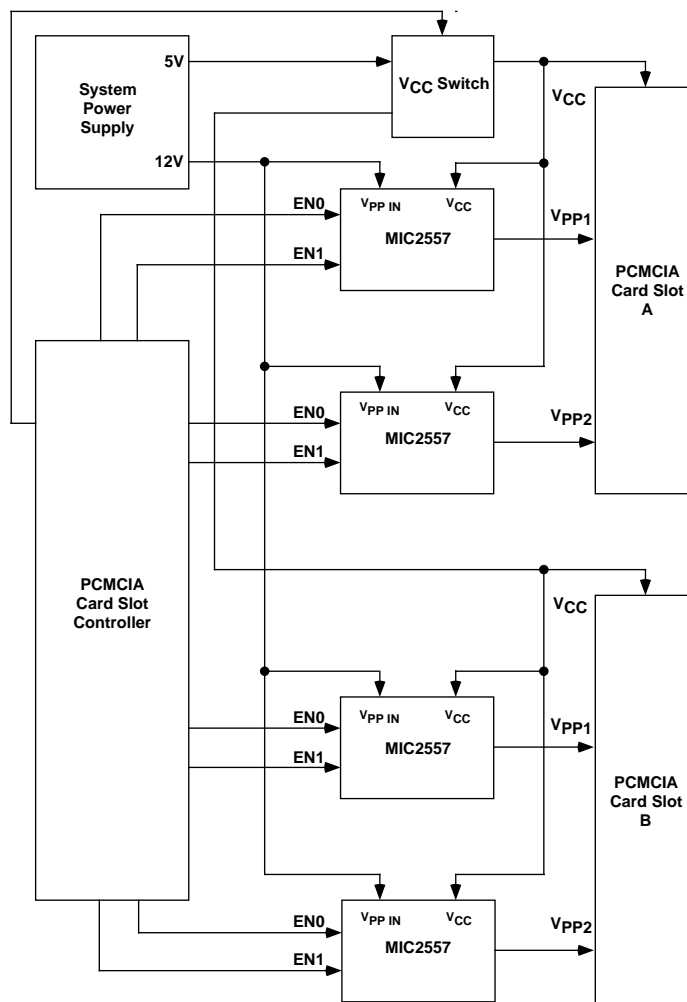 5V
System
Power
Supply
12V
VCC Switch
VCC
EN0
EN1
VPP IN
VCC
MIC2557
VPP1
PCMCIA
Card Slot
A
EN0
EN1
VPP IN
VCC
MIC2557
VPP2
PCMCIA
Card Slot
Controller
VCC
EN0
EN1
VPP IN
VCC
MIC2557
VPP1
PCMCIA
Card Slot
B
EN0
EN1
VPP IN
VCC
MIC2557
VPP2